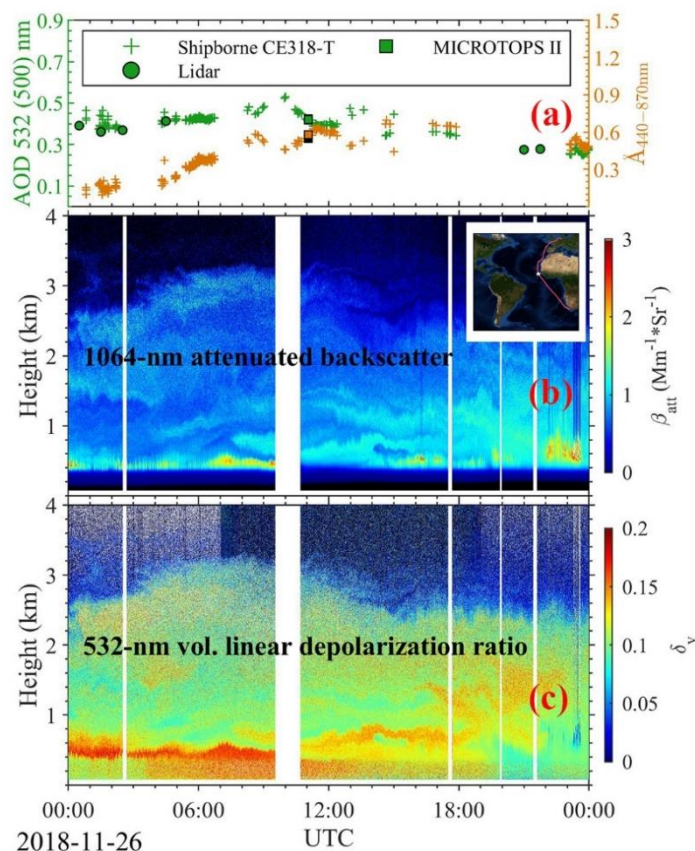 Shipborne CE318-T
MICROTOPS II
Lidar
AOD 532 (500) nm
0.9
0.7
0.5
0.3
0.1
(a)
1.5
1.2
0.9
0.6
0.3
Å440−870nm
Height (km)
4
3
2
1
1064-nm attenuated backscatter
(b)
3
2
1
0
βatt (Mm⁻¹*Sr⁻¹)
Height (km)
4
3
2
1
532-nm vol. linear depolarization ratio
(c)
0.2
0.15
0.1
0.05
0
δv
00:00 06:00 12:00 18:00 00:00
2018-11-26
UTC